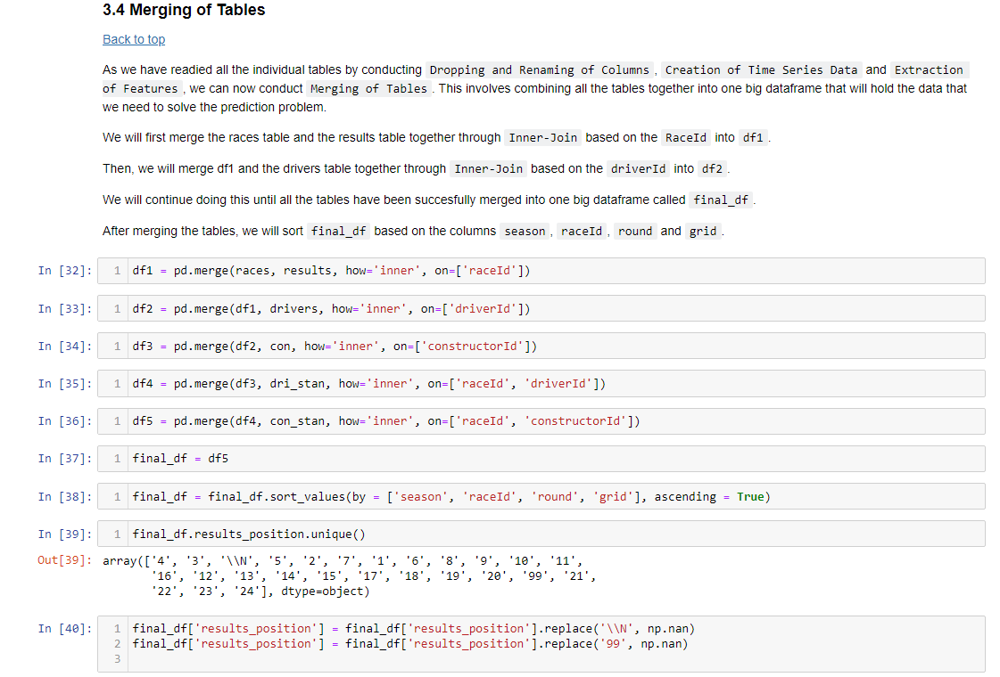 3.4 Merging of Tables
Back to top
As we have readied all the individual tables by conducting Dropping and Renaming of Columns , Creation of Time Series Data and Extraction
of Features , we can now conduct Merging of Tables . This involves combining all the tables together into one big dataframe that will hold the data that
we need to solve the prediction problem.
We will first merge the races table and the results table together through Inner-Join based on the RaceId into df1 .
Then, we will merge df1 and the drivers table together through Inner-Join based on the driverId into df2 .
We will continue doing this until all the tables have been succesfully merged into one big dataframe called final_df .
After merging the tables, we will sort final_df based on the columns season , raceId , round and grid .
In [32]: 1 df1 = pd.merge(races, results, how='inner', on=['raceId'])
In [33]: 1 df2 = pd.merge(df1, drivers, how='inner', on=['driverId'])
In [34]: 1 df3 = pd.merge(df2, con, how='inner', on=['constructorId'])
In [35]: 1 df4 = pd.merge(df3, dri_stan, how='inner', on=['raceId', 'driverId'])
In [36]: 1 df5 = pd.merge(df4, con_stan, how='inner', on=['raceId', 'constructorId'])
In [37]: 1 final_df = df5
In [38]: 1 final_df = final_df.sort_values(by = ['season', 'raceId', 'round', 'grid'], ascending = True)
In [39]: 1 final_df.results_position.unique()
Out[39]: array(['4', '3', '\\N', '5', '2', '7', '1', '6', '8', '9', '10', '11',
'16', '12', '13', '14', '15', '17', '18', '19', '20', '99', '21',
'22', '23', '24'], dtype=object)
In [40]: 1 final_df['results_position'] = final_df['results_position'].replace('\\N', np.nan)
2 final_df['results_position'] = final_df['results_position'].replace('99', np.nan)
3